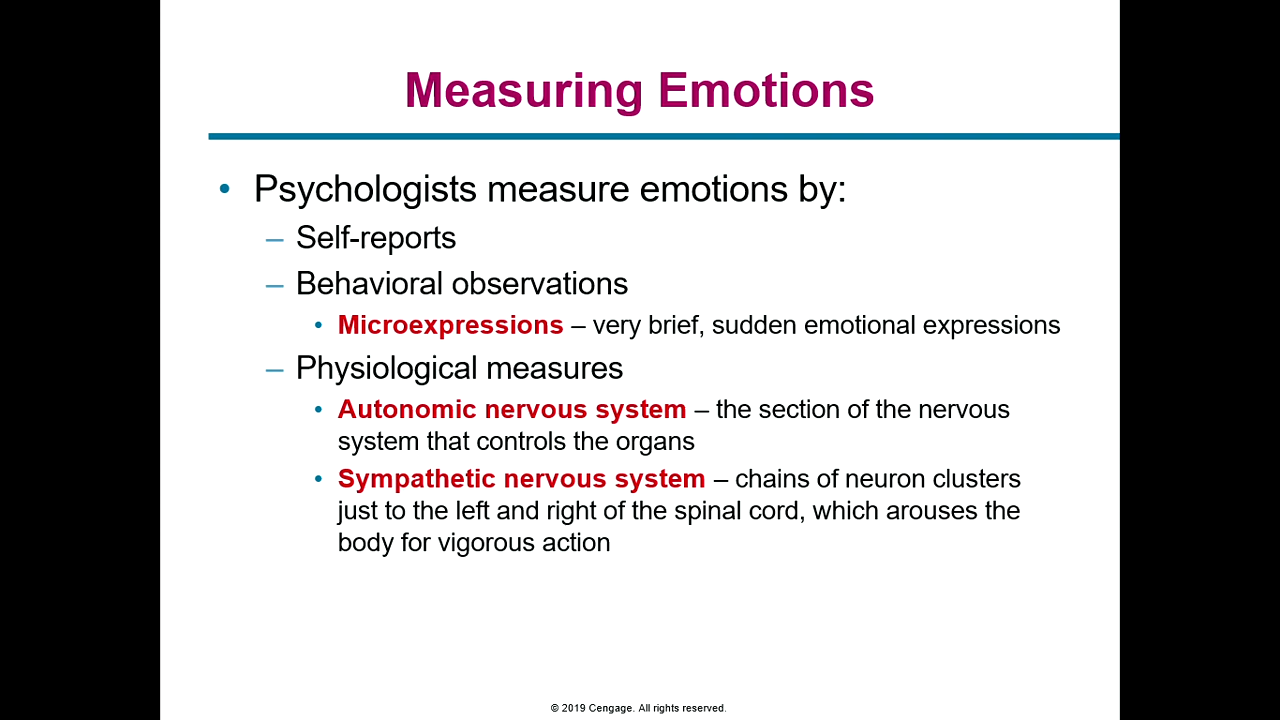 Measuring Emotions
• Psychologists measure emotions by:
– Self-reports
– Behavioral observations
• Microexpressions – very brief, sudden emotional expressions
– Physiological measures
• Autonomic nervous system – the section of the nervous
system that controls the organs
• Sympathetic nervous system – chains of neuron clusters
just to the left and right of the spinal cord, which arouses the
body for vigorous action
© 2019 Cengage. All rights reserved.